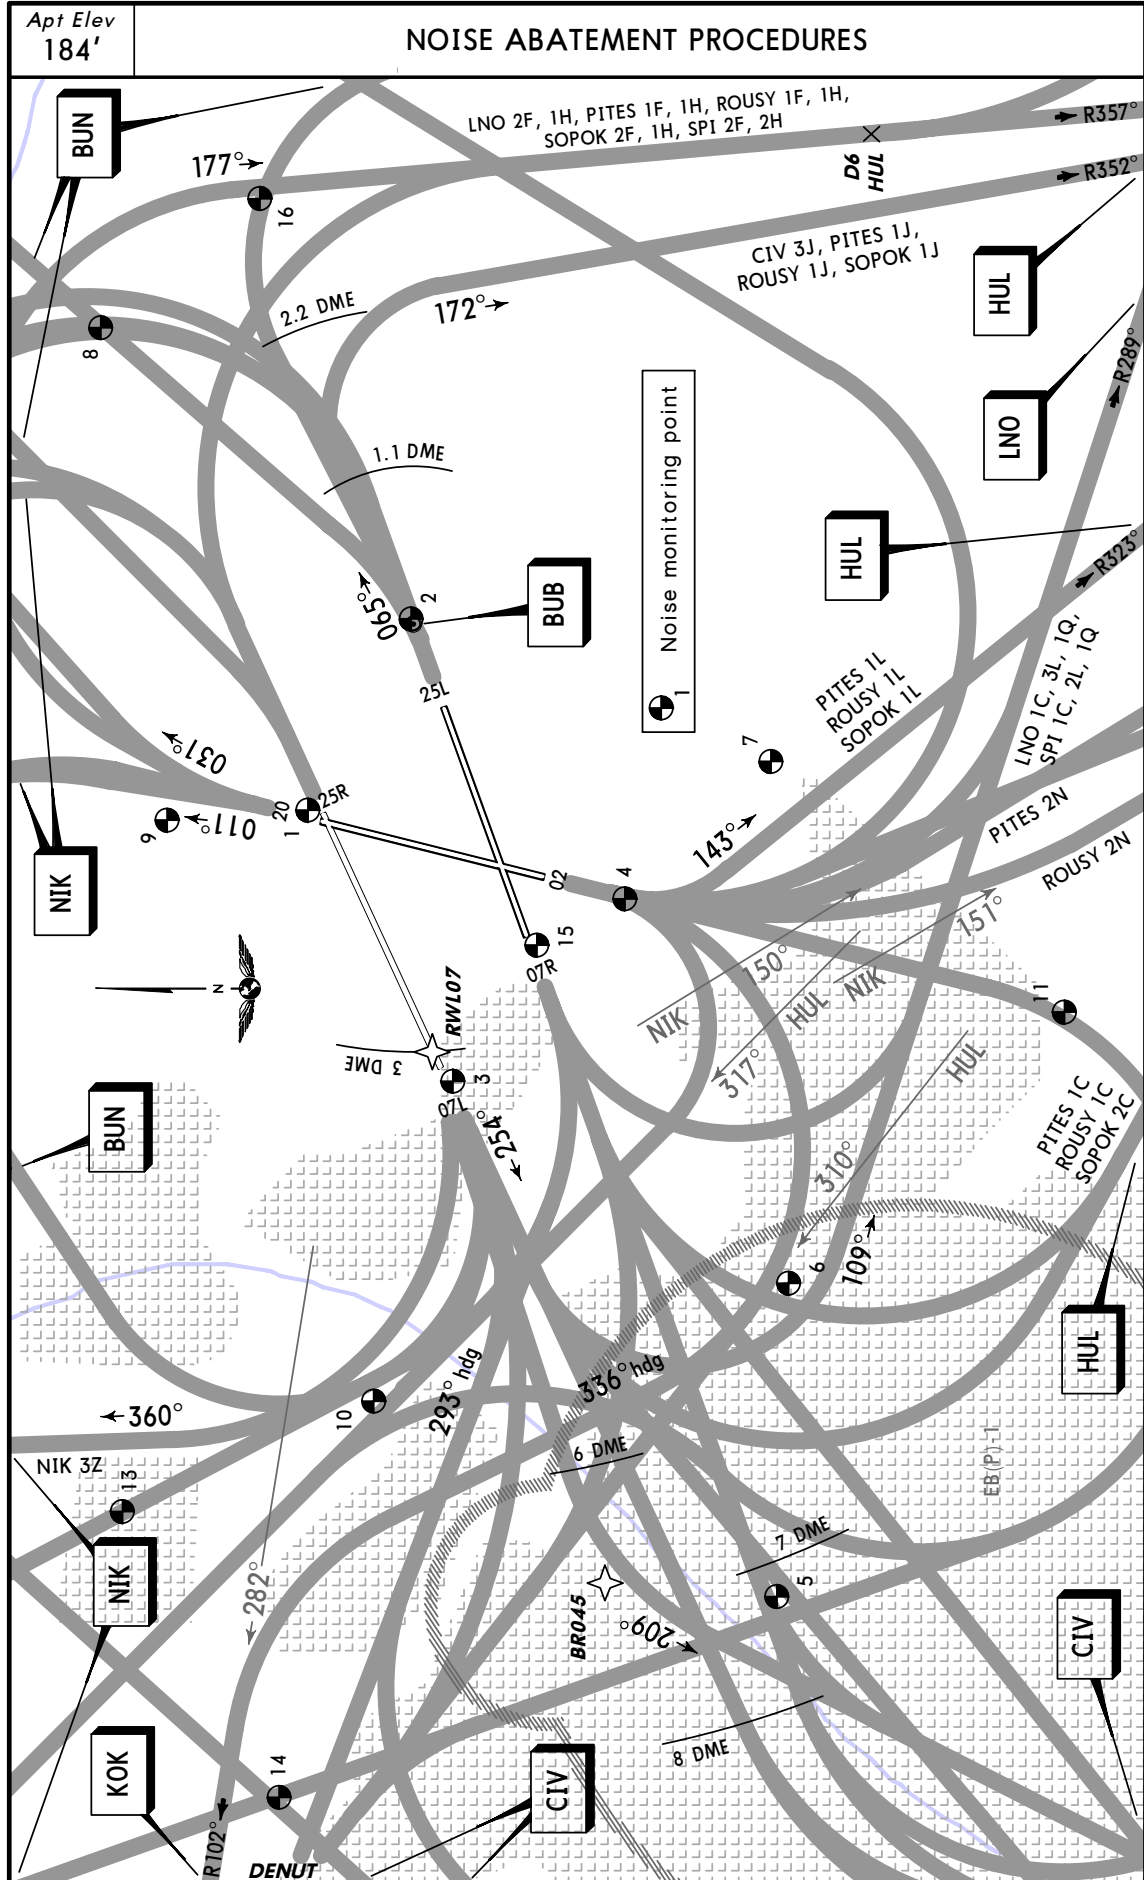 Apt Elev
184'
NOISE ABATEMENT PROCEDURES
BUN
LNO 2F, 1H, PITES 1F, 1H, ROUSY 1F, 1H,
SOPOK 2F, 1H, SPI 2F, 2H
R357°
177°
D6
HUL
R352°
16
CIV 3J, PITES 1J,
ROUSY 1J, SOPOK 1J
HUL
2.2 DME
172°
8
R289°
LNO
Noise monitoring point
1
1.1 DME
HUL
R323°
065°
2
BUB
25L
PITES 1L
ROUSY 1L
SOPOK 1L
LNO 1C, 3L, 1Q,
SPI 1C, 2L, 1Q
7
031°
9
011°
20
1
25R
143°
PITES 2N
ROUSY 2N
NIK
02
4
15
07R
150°
NIK
151°
NIK
HUL
317°
11
N
RWL07
3 DME
3
07L
254°
HUL
310°
PITES 1C
ROUSY 1C
SOPOK 2C
BUN
6
109°
HUL
360°
10
293° hdg
336° hdg
6 DME
EB(P)-1
NIK 3Z
13
NIK
282°
7 DME
5
BR045
209°
CIV
8 DME
KOK
14
CIV
R102°
DENUT